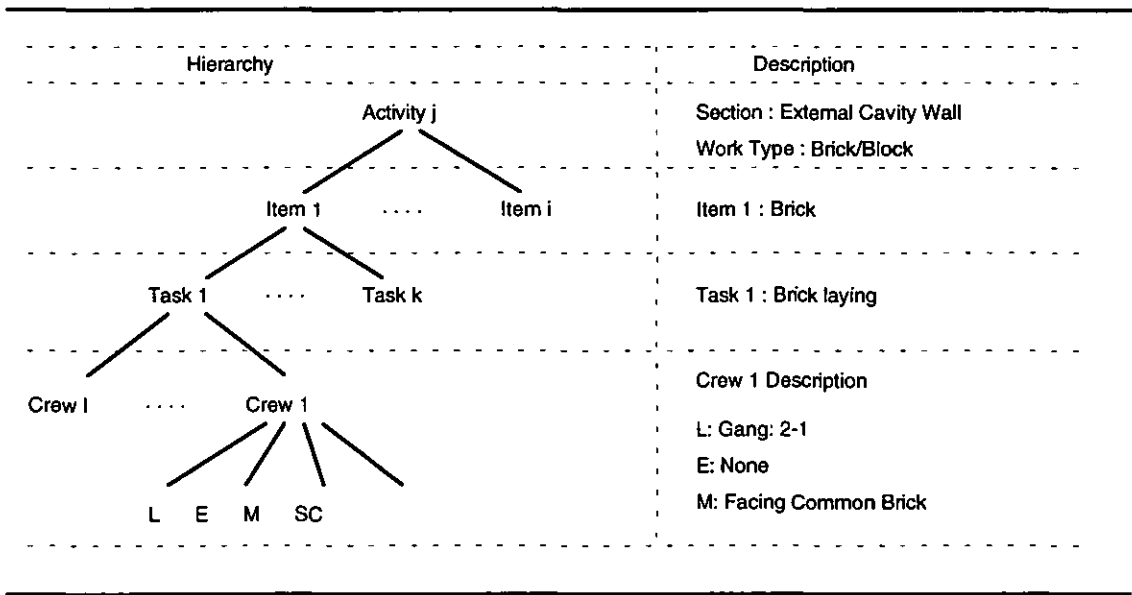 Hierarchy Description
Activity j Section : External Cavity Wall
Work Type : Brick/Block
Item 1 .... Item i Item 1 : Brick
Task 1 .... Task k Task 1 : Brick laying
Crew 1 Description
Crew l .... Crew 1
L: Gang: 2-1
E: None
M: Facing Common Brick
L E M SC